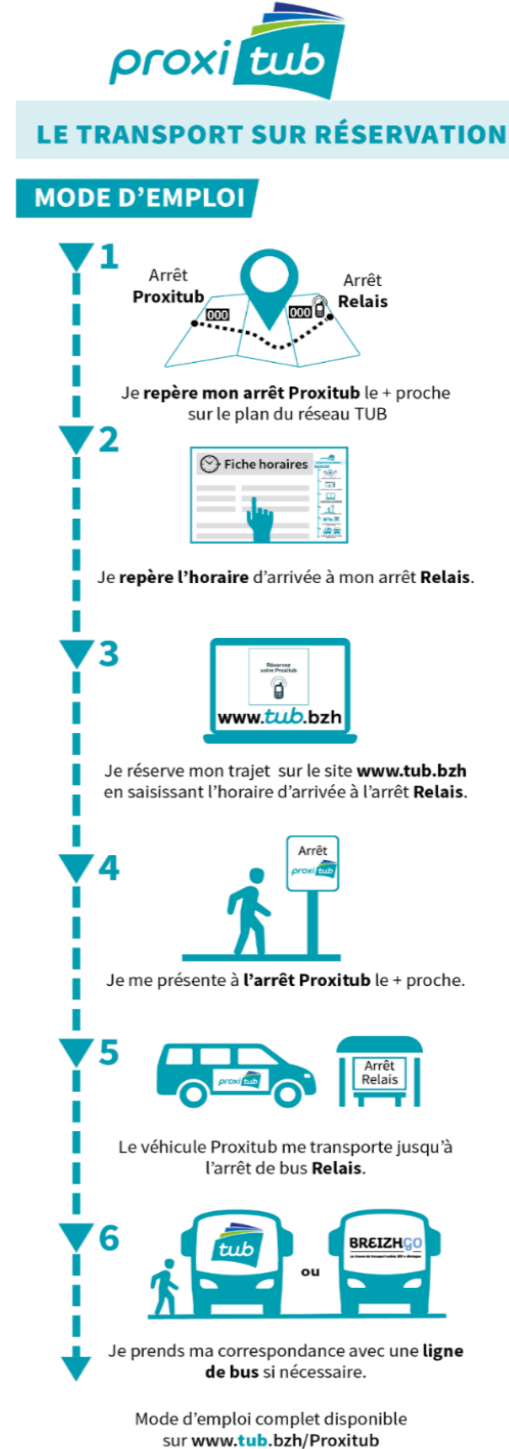 proxi tub
LE TRANSPORT SUR RÉSERVATION
MODE D'EMPLOI
1
Arrêt
Proxitub
Arrêt
Relais
000
000
Je repère mon arrêt Proxitub le + proche
sur le plan du réseau TUB
2
Fiche horaires
Je repère l'horaire d'arrivée à mon arrêt Relais.
3
Réservez
votre Proxitub
www.tub.bzh
Je réserve mon trajet sur le site www.tub.bzh
en saisissant l'horaire d'arrivée à l'arrêt Relais.
4
Arrêt
proxi tub
Je me présente à l'arrêt Proxitub le + proche.
5
proxi tub
Arrêt
Relais
Le véhicule Proxitub me transporte jusqu'à
l'arrêt de bus Relais.
6
tub
ou
BREIZHGO
Je prends ma correspondance avec une ligne
de bus si nécessaire.
Mode d'emploi complet disponible
sur www.tub.bzh/Proxitub